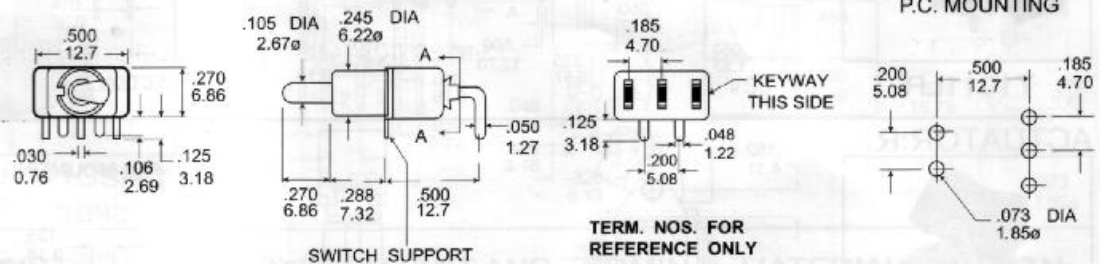 P.C. MOUNTING
.500
12.7
.270
6.86
.030
0.76
.106
2.69
.125
3.18
.105 DIA
2.67ø
.245 DIA
6.22ø
A
A
.050
1.27
.270
6.86
.288
7.32
.500
12.7
SWITCH SUPPORT
.185
4.70
KEYWAY
THIS SIDE
.125
3.18
.048
1.22
.200
5.08
TERM. NOS. FOR
REFERENCE ONLY
.200
5.08
.500
12.7
.185
4.70
.073 DIA
1.85ø